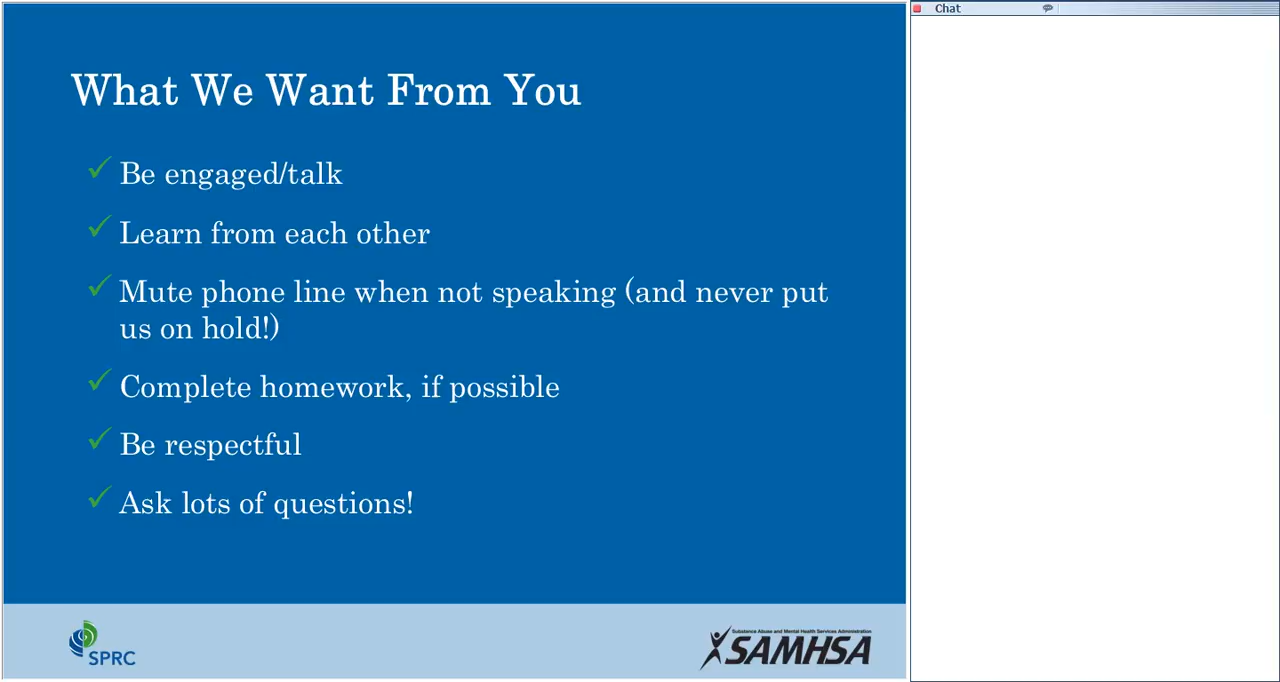 What We Want From You
Be engaged/talk
Learn from each other
Mute phone line when not speaking (and never put
us on hold!)
Complete homework, if possible
Be respectful
Ask lots of questions!
SPRC
Substance Abuse and Mental Health Services Administration
SAMHSA
Chat